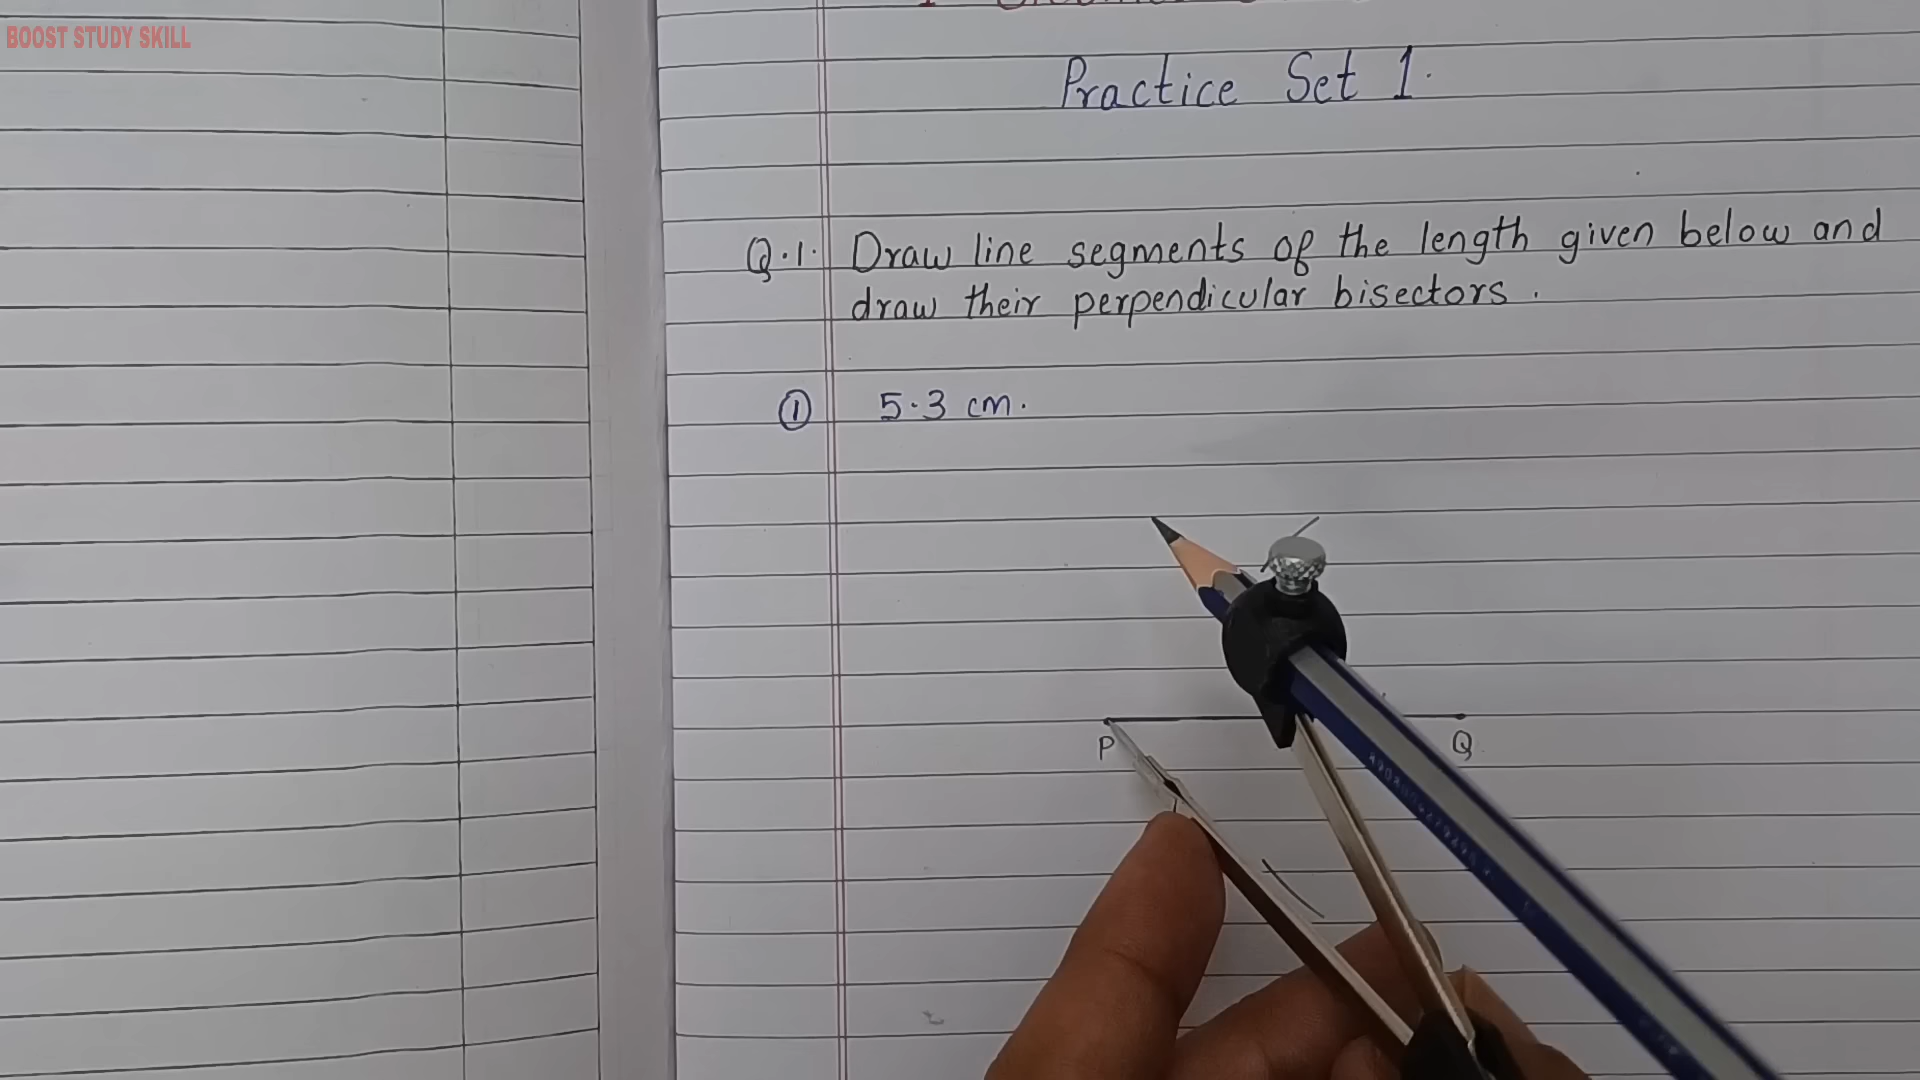 BOOST STUDY SKILL
Practice Set 1.
Q.1. Draw line segments of the length given below and
draw their perpendicular bisectors.
① 5.3 cm.
P Q